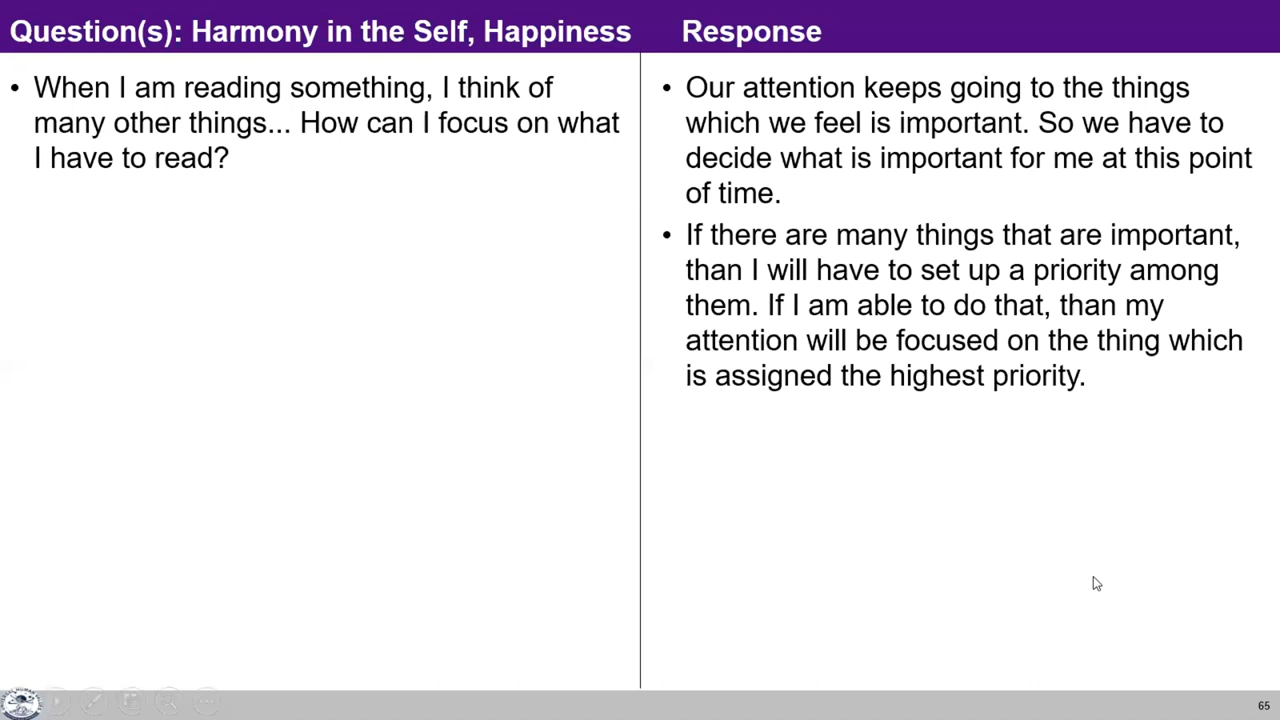 Question(s): Harmony in the Self, Happiness
Response
• When I am reading something, I think of
many other things... How can I focus on what
I have to read?
• Our attention keeps going to the things
which we feel is important. So we have to
decide what is important for me at this point
of time.
• If there are many things that are important,
than I will have to set up a priority among
them. If I am able to do that, than my
attention will be focused on the thing which
is assigned the highest priority.
65